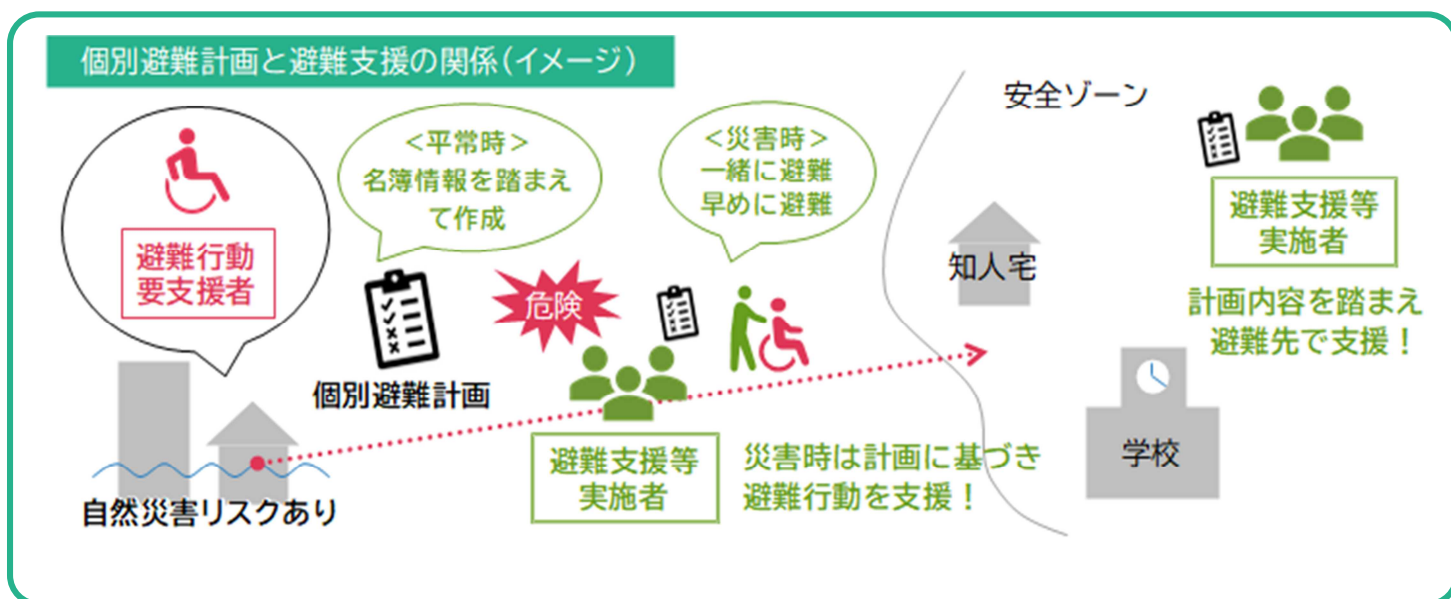 個別避難計画と避難支援の関係（イメージ）
避難行動
要支援者
＜平常時＞
名簿情報を踏まえ
て作成
個別避難計画
危険
＜災害時＞
一緒に避難
早めに避難
自然災害リスクあり
避難支援等
実施者
災害時は計画に基づき
避難行動を支援！
安全ゾーン
知人宅
学校
避難支援等
実施者
計画内容を踏まえ
避難先で支援！